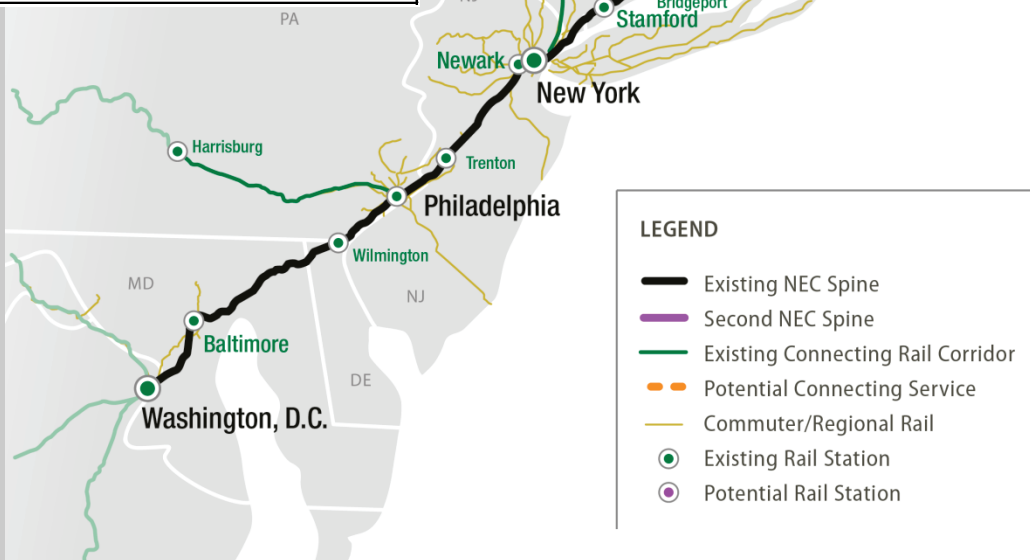 PA
Bridgeport
Stamford
Newark
New York
Harrisburg
Trenton
Philadelphia
Wilmington
MD
NJ
Baltimore
DE
Washington, D.C.
LEGEND
Existing NEC Spine
Second NEC Spine
Existing Connecting Rail Corridor
Potential Connecting Service
Commuter/Regional Rail
Existing Rail Station
Potential Rail Station